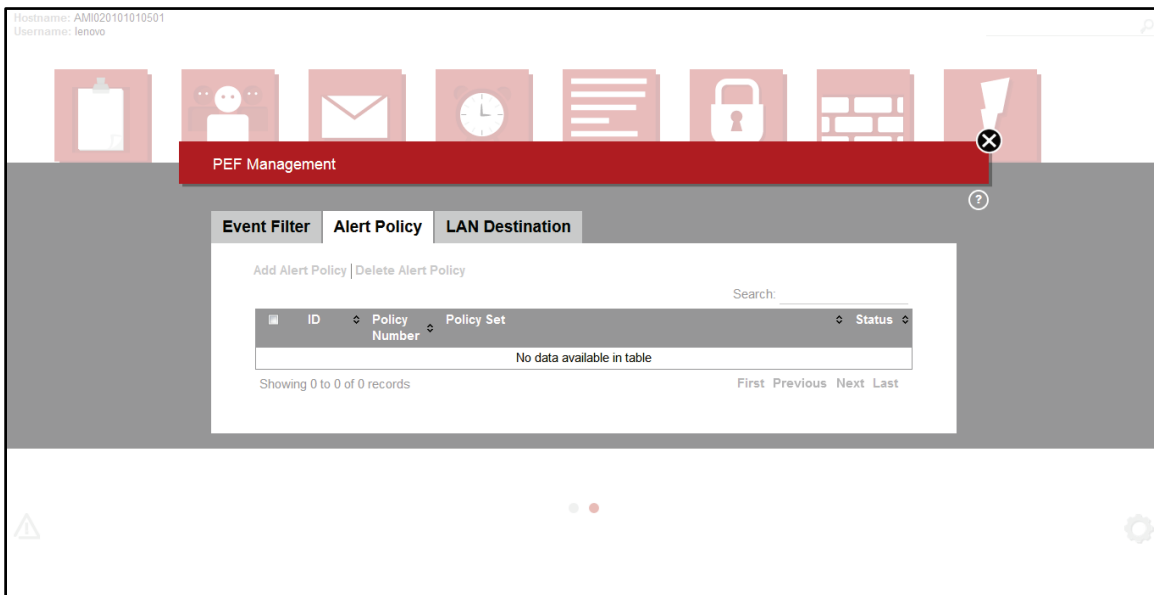 Hostname: AMI020101010501
Username: lenovo
PEF Management
?
Event Filter Alert Policy LAN Destination
Add Alert Policy | Delete Alert Policy
Search:
ID Policy Number Policy Set Status
No data available in table
Showing 0 to 0 of 0 records
First Previous Next Last